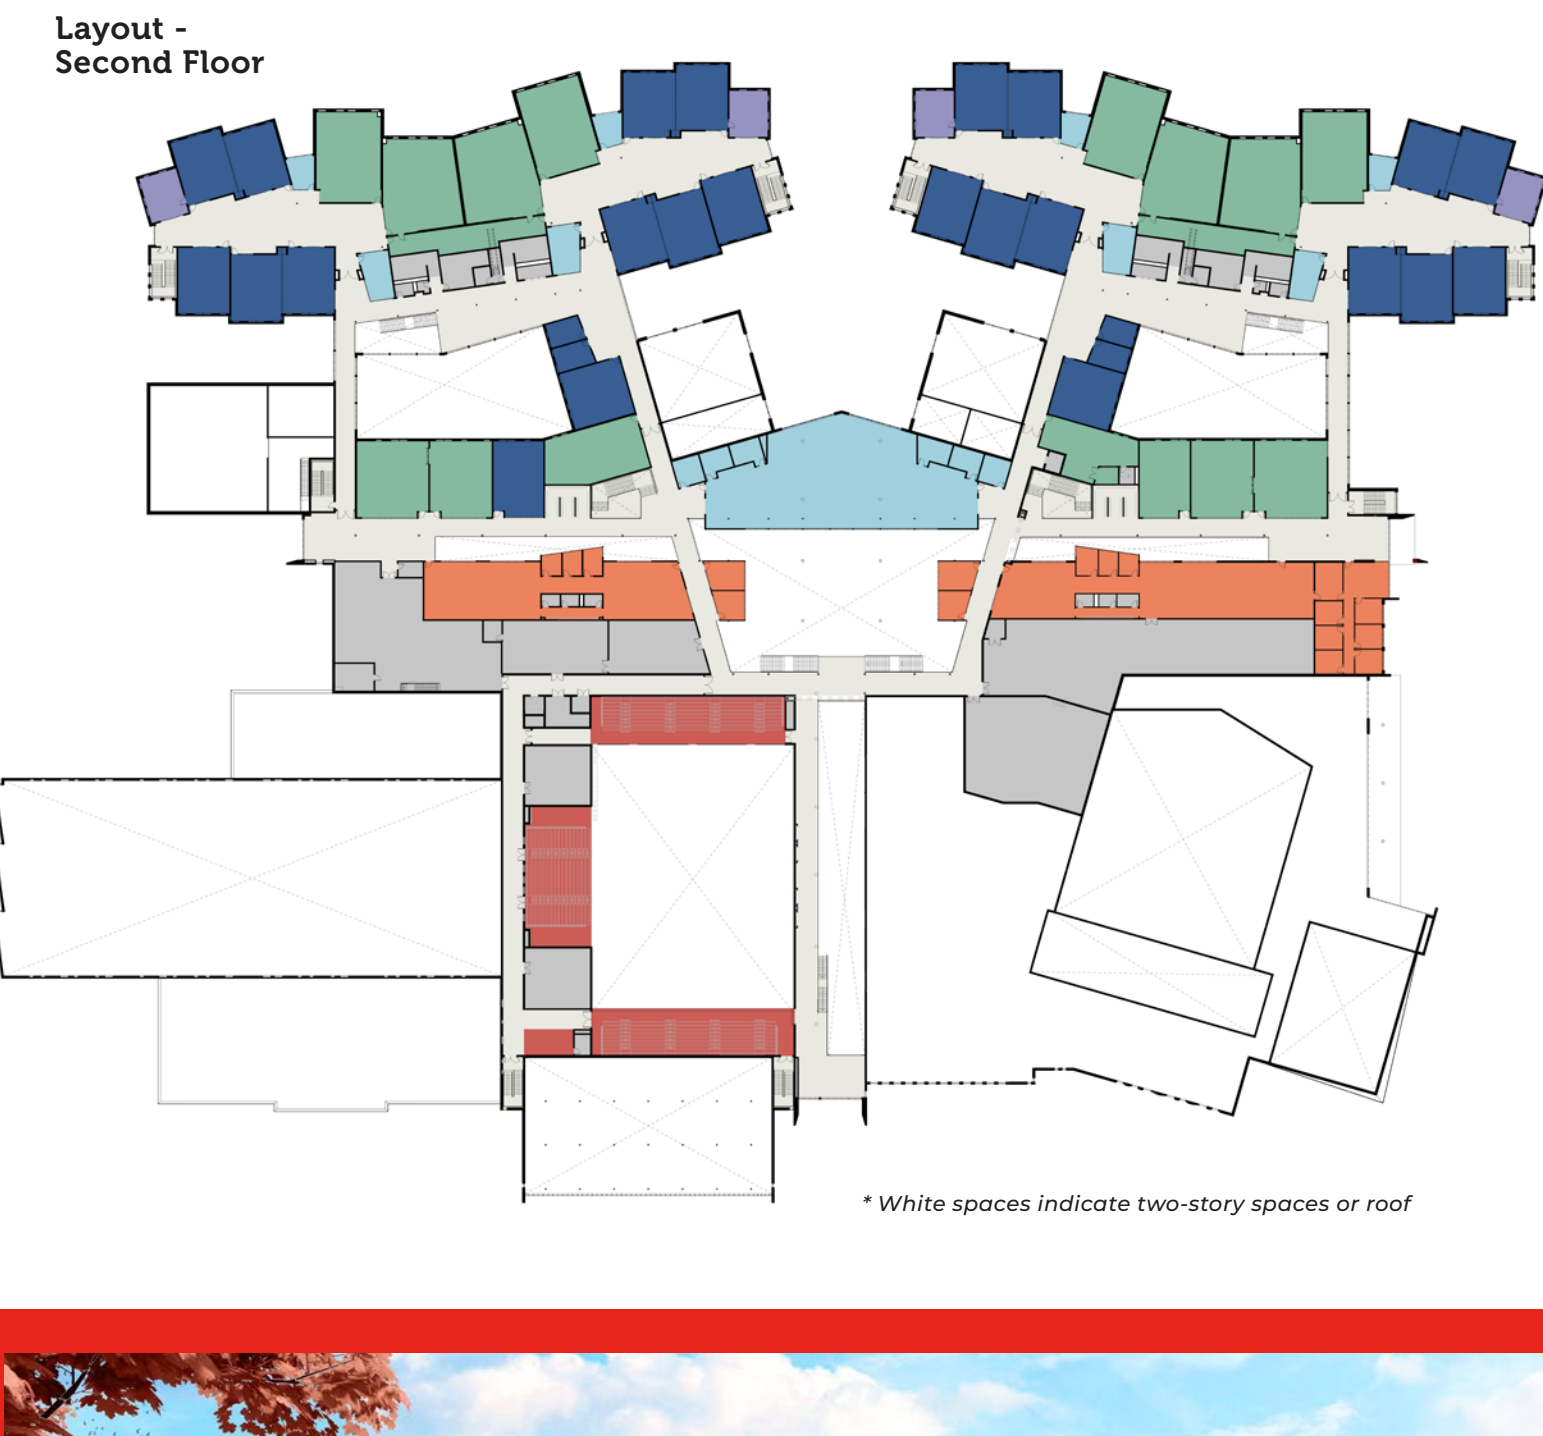 Layout -
Second Floor
* White spaces indicate two-story spaces or roof